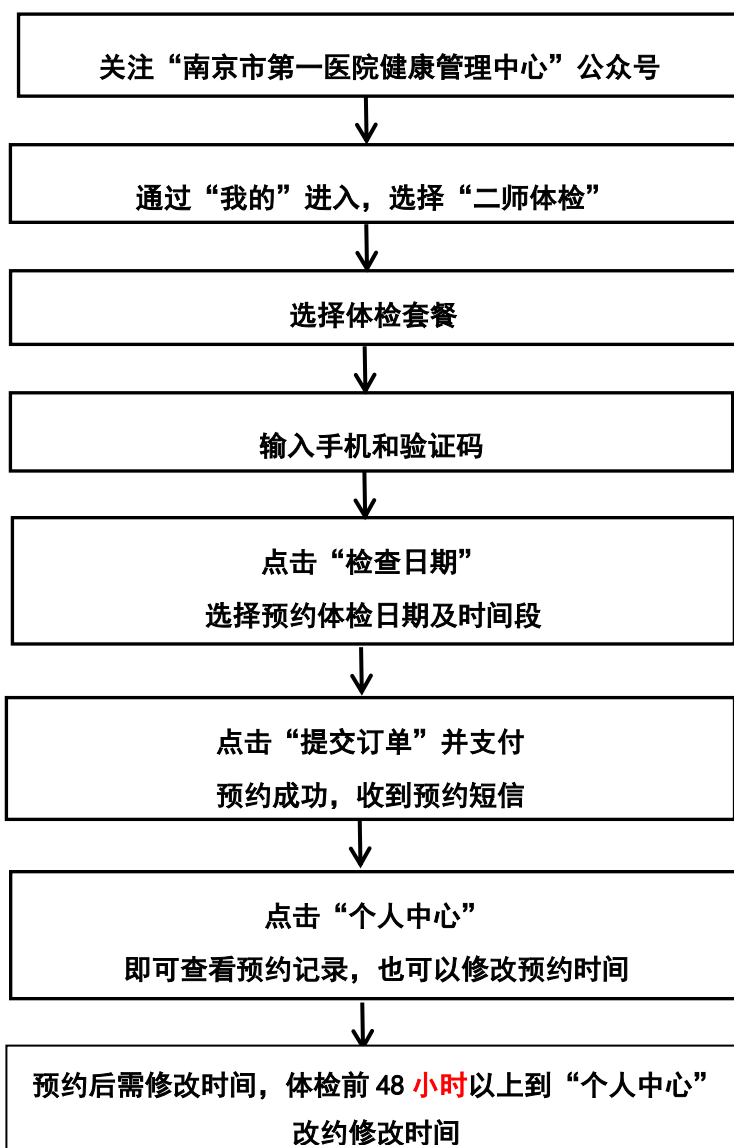 关注“南京市第一医院健康管理中心”公众号
通过“我的”进入，选择“二师体检”
选择体检套餐
输入手机和验证码
点击“检查日期”
选择预约体检日期及时间段
点击“提交订单”并支付
预约成功，收到预约短信
点击“个人中心”
即可查看预约记录，也可以修改预约时间
预约后需修改时间，体检前 48 小时以上到“个人中心”
改约修改时间